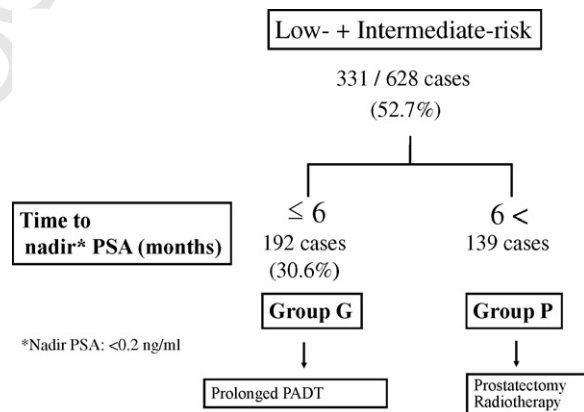 Low- + Intermediate-risk
331 / 628 cases
(52.7%)
Time to
nadir* PSA (months)
≤ 6
192 cases
(30.6%)
6 <
139 cases
Group G
Group P
*Nadir PSA: <0.2 ng/ml
Prolonged PADT
Prostatectomy
Radiotherapy